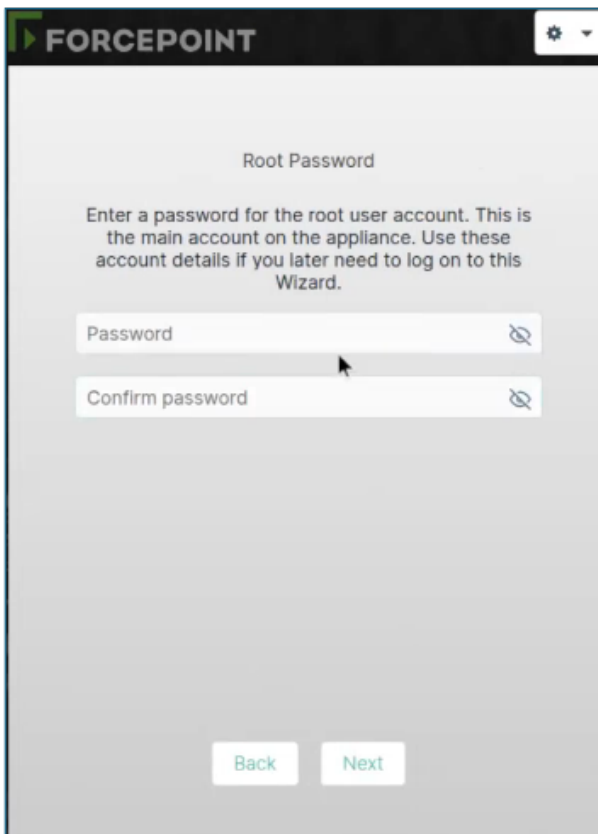 FORCEPOINT
Root Password
Enter a password for the root user account. This is
the main account on the appliance. Use these
account details if you later need to log on to this
Wizard.
Password
Confirm password
Back
Next